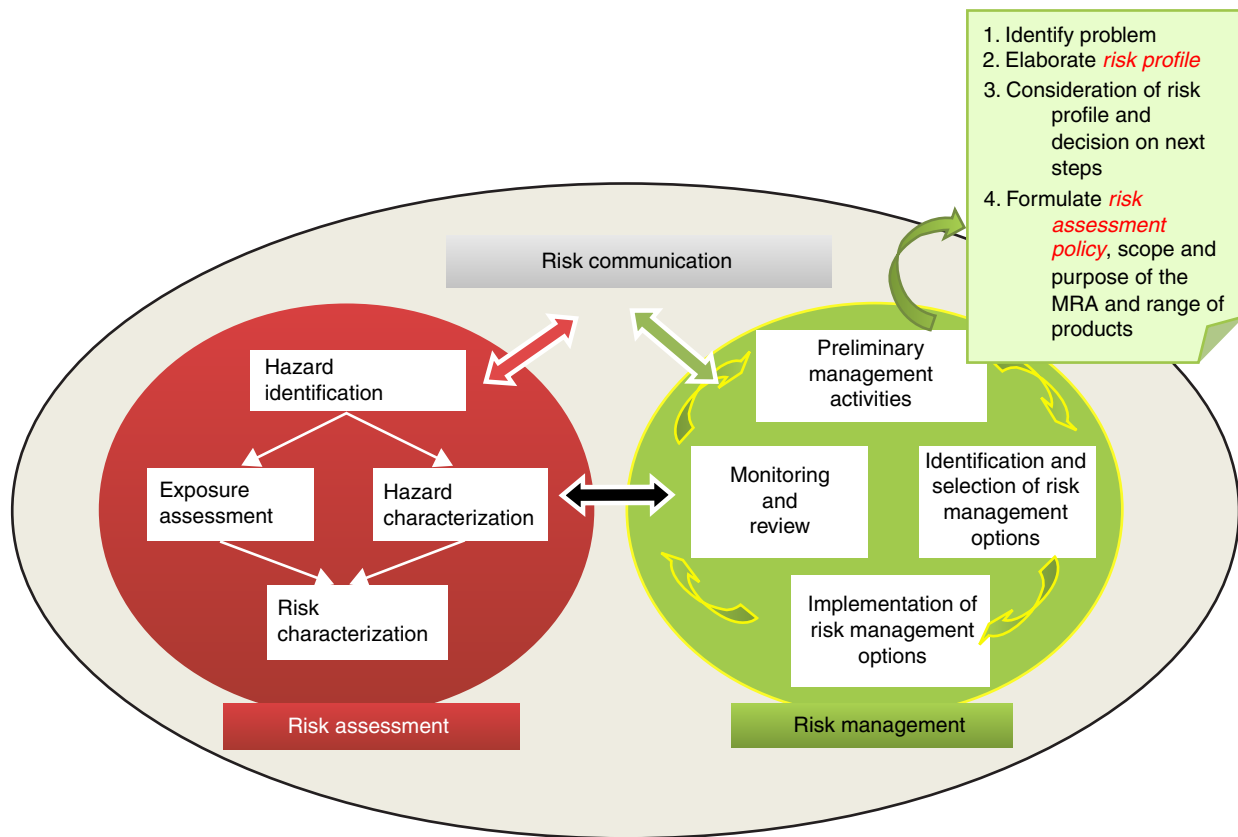 1. Identify problem
2. Elaborate risk profile
3. Consideration of risk
profile and
decision on next
steps
4. Formulate risk
assessment
policy, scope and
purpose of the
MRA and range of
products
Risk communication
Hazard
identification
Exposure
assessment
Hazard
characterization
Risk
characterization
Risk assessment
Preliminary
management
activities
Monitoring
and
review
Identification and
selection of risk
management
options
Implementation of
risk management
options
Risk management